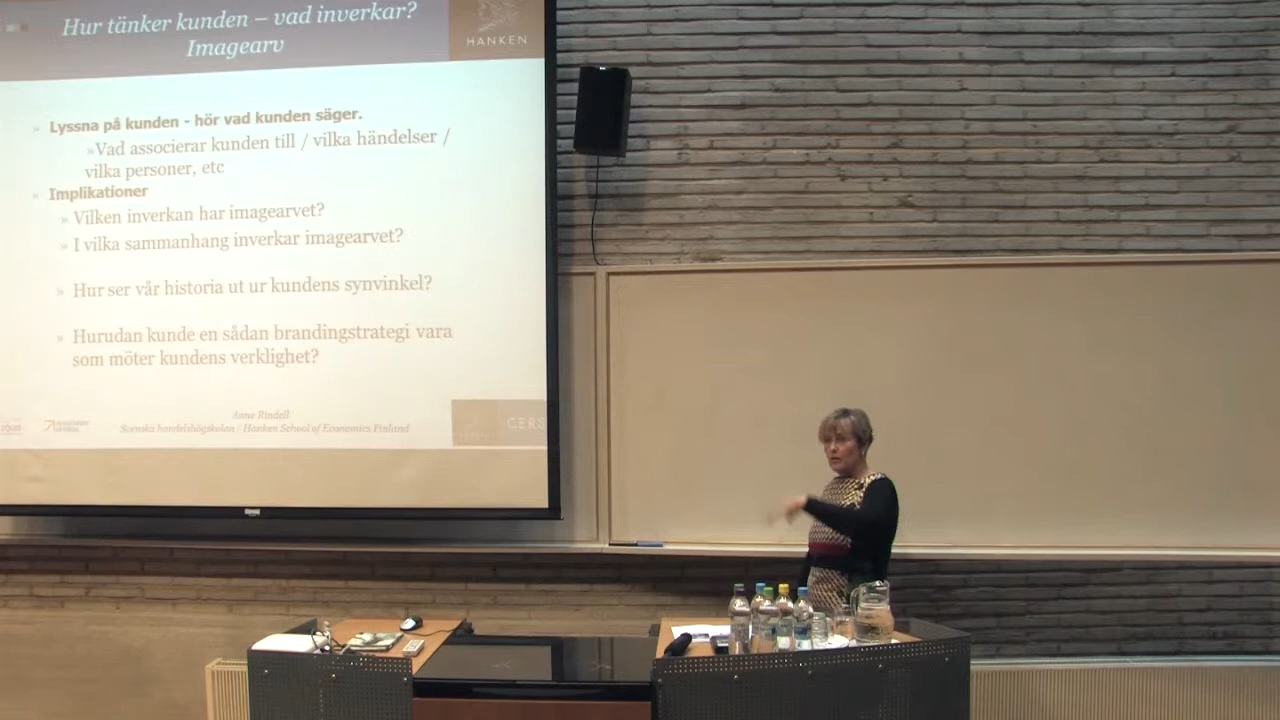 Hur tänker kunden – vad inverkar?
Imagearv
HANKEN
» Lyssna på kunden - hör vad kunden säger.
»Vad associerar kunden till / vilka händelser /
vilka personer, etc
» Implikationer
» Vilken inverkan har imagearvet?
» I vilka sammanhang inverkar imagearvet?
» Hur ser vår historia ut ur kundens synvinkel?
» Hurudan kunde en sådan brandingstrategi vara
som möter kundens verklighet?
Anne Rindell
Svenska handelshögskolan / Hanken School of Economics Finland
CERS